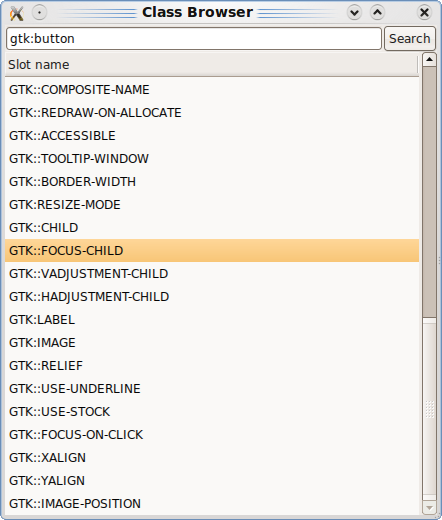 Class Browser
gtk:button
Search
Slot name
GTK::COMPOSITE-NAME
GTK::REDRAW-ON-ALLOCATE
GTK::ACCESSIBLE
GTK::TOOLTIP-WINDOW
GTK::BORDER-WIDTH
GTK:RESIZE-MODE
GTK::CHILD
GTK::FOCUS-CHILD
GTK::VADJUSTMENT-CHILD
GTK::HADJUSTMENT-CHILD
GTK:LABEL
GTK:IMAGE
GTK::RELIEF
GTK::USE-UNDERLINE
GTK::USE-STOCK
GTK::FOCUS-ON-CLICK
GTK::XALIGN
GTK::YALIGN
GTK::IMAGE-POSITION